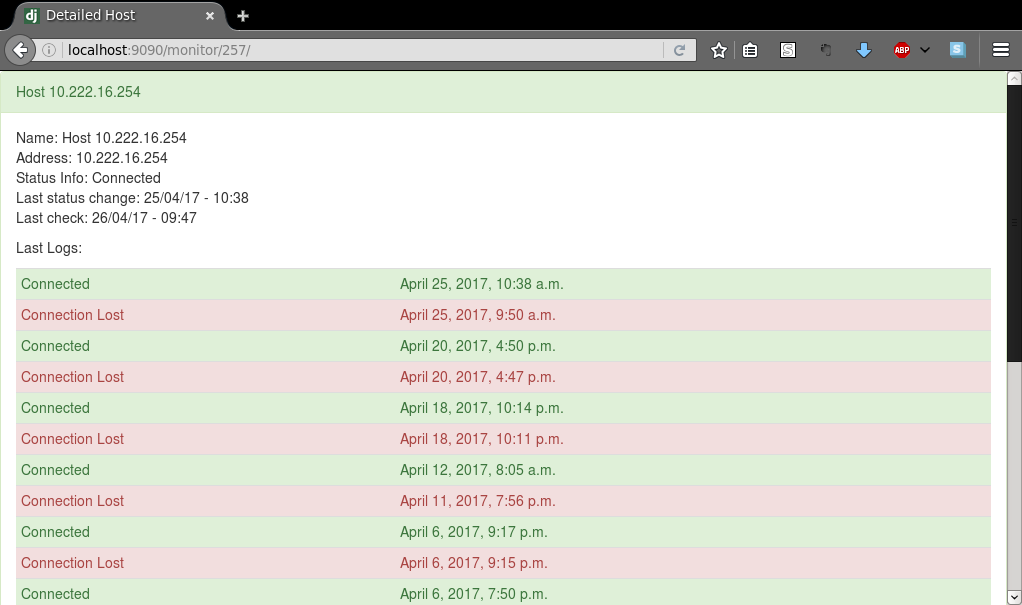 dj Detailed Host
localhost:9090/monitor/257/
S ABP S
Host 10.222.16.254
Name: Host 10.222.16.254
Address: 10.222.16.254
Status Info: Connected
Last status change: 25/04/17 - 10:38
Last check: 26/04/17 - 09:47
Last Logs:
Connected April 25, 2017, 10:38 a.m.
Connection Lost April 25, 2017, 9:50 a.m.
Connected April 20, 2017, 4:50 p.m.
Connection Lost April 20, 2017, 4:47 p.m.
Connected April 18, 2017, 10:14 p.m.
Connection Lost April 18, 2017, 10:11 p.m.
Connected April 12, 2017, 8:05 a.m.
Connection Lost April 11, 2017, 7:56 p.m.
Connected April 6, 2017, 9:17 p.m.
Connection Lost April 6, 2017, 9:15 p.m.
Connected April 6, 2017, 7:50 p.m.